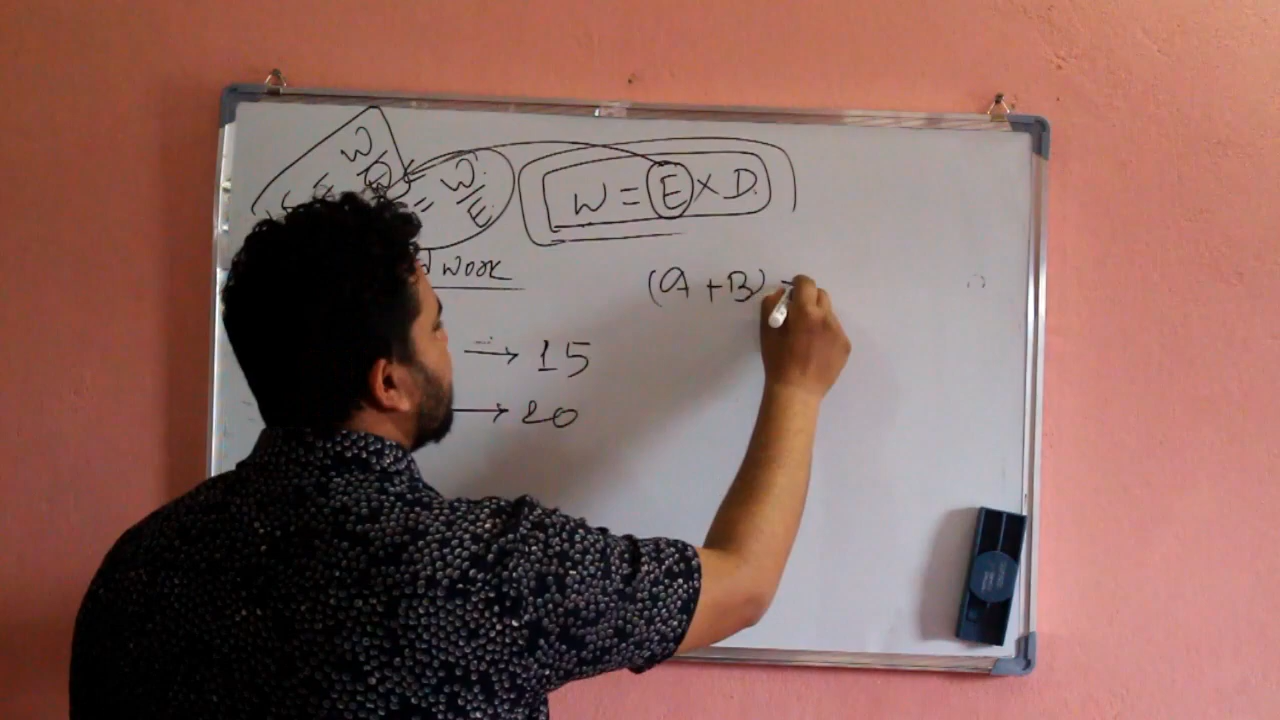 W/D = W/E
W = E × D.
work
(A + B)
→ 15
→ 20